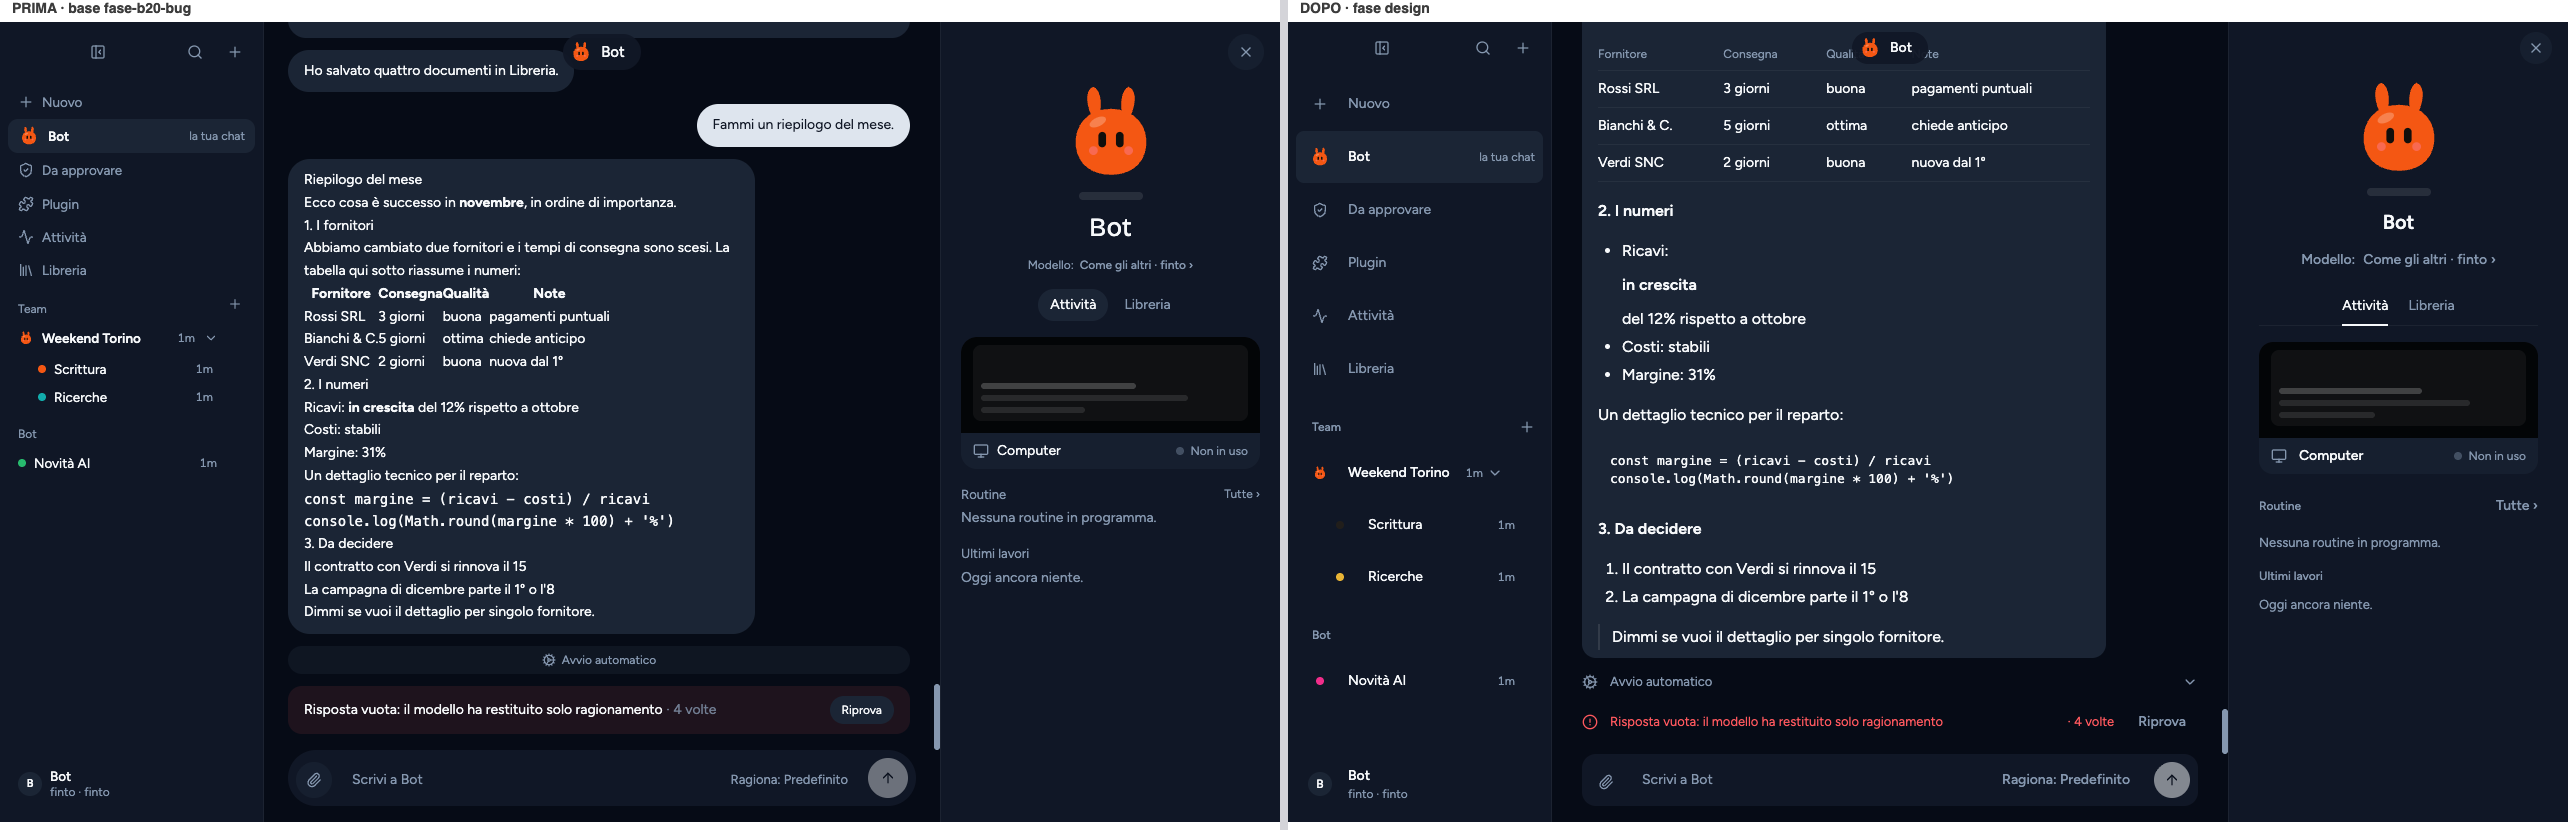 PRIMA · base fase-b20-bug
Nuovo
Bot la tua chat
Da approvare
Plugin
Attività
Libreria
Team
Weekend Torino 1m
Scrittura 1m
Ricerche 1m
Bot
Novità AI 1m
B Bot
finto · finto
Bot
Ho salvato quattro documenti in Libreria.
Fammi un riepilogo del mese.
Riepilogo del mese
Ecco cosa è successo in novembre, in ordine di importanza.
1. I fornitori
Abbiamo cambiato due fornitori e i tempi di consegna sono scesi. La
tabella qui sotto riassume i numeri:
Fornitore Consegna Qualità Note
Rossi SRL 3 giorni buona pagamenti puntuali
Bianchi & C. 5 giorni ottima chiede anticipo
Verdi SNC 2 giorni buona nuova dal 1°
2. I numeri
Ricavi: in crescita del 12% rispetto a ottobre
Costi: stabili
Margine: 31%
Un dettaglio tecnico per il reparto:
const margine = (ricavi − costi) / ricavi
console.log(Math.round(margine * 100) + '%')
3. Da decidere
Il contratto con Verdi si rinnova il 15
La campagna di dicembre parte il 1° o l'8
Dimmi se vuoi il dettaglio per singolo fornitore.
Avvio automatico
Risposta vuota: il modello ha restituito solo ragionamento · 4 volte Riprova
Scrivi a Bot Ragiona: Predefinito
Bot
Modello: Come gli altri · finto ›
Attività Libreria
Computer Non in uso
Routine Tutte ›
Nessuna routine in programma.
Ultimi lavori
Oggi ancora niente.
DOPO · fase design
Nuovo
Bot la tua chat
Da approvare
Plugin
Attività
Libreria
Team
Weekend Torino 1m
Scrittura 1m
Ricerche 1m
Bot
Novità AI 1m
B Bot
finto · finto
Bot
Fornitore Consegna
Rossi SRL 3 giorni buona pagamenti puntuali
Bianchi & C. 5 giorni ottima chiede anticipo
Verdi SNC 2 giorni buona nuova dal 1°
2. I numeri
• Ricavi:
in crescita
del 12% rispetto a ottobre
• Costi: stabili
• Margine: 31%
Un dettaglio tecnico per il reparto:
const margine = (ricavi − costi) / ricavi
console.log(Math.round(margine * 100) + '%')
3. Da decidere
1. Il contratto con Verdi si rinnova il 15
2. La campagna di dicembre parte il 1° o l'8
Dimmi se vuoi il dettaglio per singolo fornitore.
Avvio automatico
Risposta vuota: il modello ha restituito solo ragionamento · 4 volte Riprova
Scrivi a Bot Ragiona: Predefinito
Bot
Modello: Come gli altri · finto ›
Attività Libreria
Computer Non in uso
Routine Tutte ›
Nessuna routine in programma.
Ultimi lavori
Oggi ancora niente.